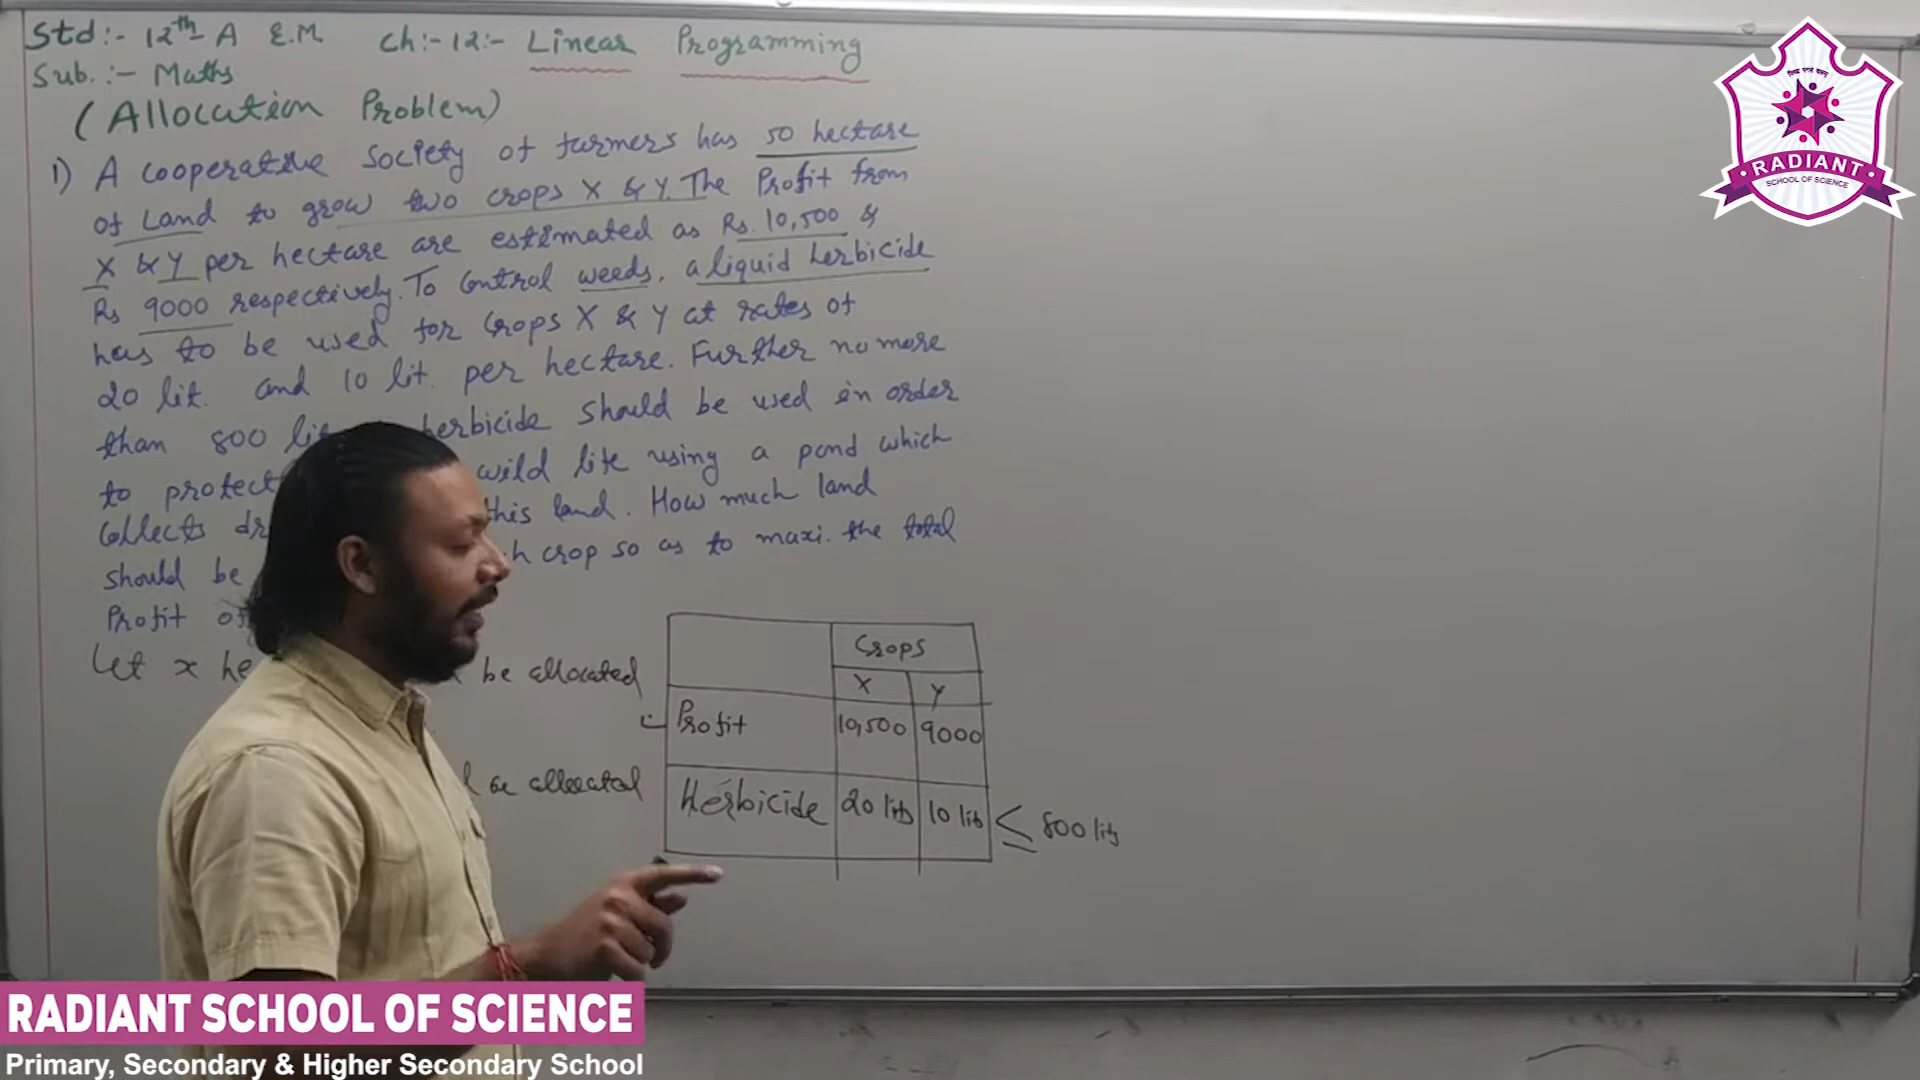 Std:- 12th-A E.M. Ch:-12:- Linear Programming
Sub.:- Maths
(Allocation Problem)
1) A cooperative Society of farmers has 50 hectare
of Land to grow two crops X & Y. The Profit from
X & Y per hectare are estimated as Rs. 10,500 &
Rs 9000 respectively. To Control weeds, a liquid herbicide
has to be used for Crops X & Y at rates of
20 lit. and 10 lit. per hectare. Further no more
than 800 herbicide should be used in order
to protect wild life using a pond which
Collects this land. How much land
should be crop so as to maxi. the total
Profit
Let x be allocated
be allocated
Crops
X Y
Profit 10,500 9000
Herbicide 20 lits 10 lits ≤ 800 lits
RADIANT
SCHOOL OF SCIENCE
RADIANT SCHOOL OF SCIENCE
Primary, Secondary & Higher Secondary School